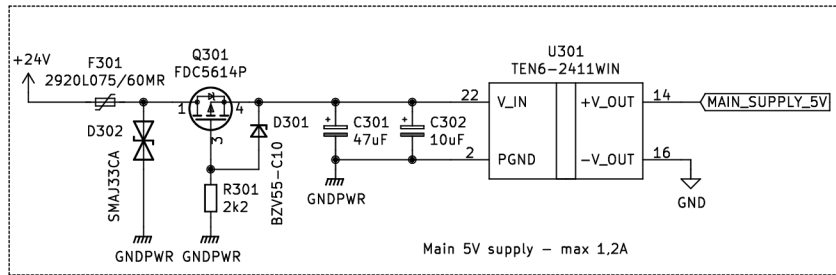 +24V
F301
2920L075/60MR
Q301
FDC5614P
1
4
3
D302
SMAJ33CA
D301
BZV55-C10
R301
2k2
GNDPWR
GNDPWR
+
C301
47uF
+
C302
10uF
GNDPWR
U301
TEN6-2411WIN
22
V_IN
2
PGND
+V_OUT
14
-V_OUT
16
MAIN_SUPPLY_5V
GND
Main 5V supply - max 1,2A